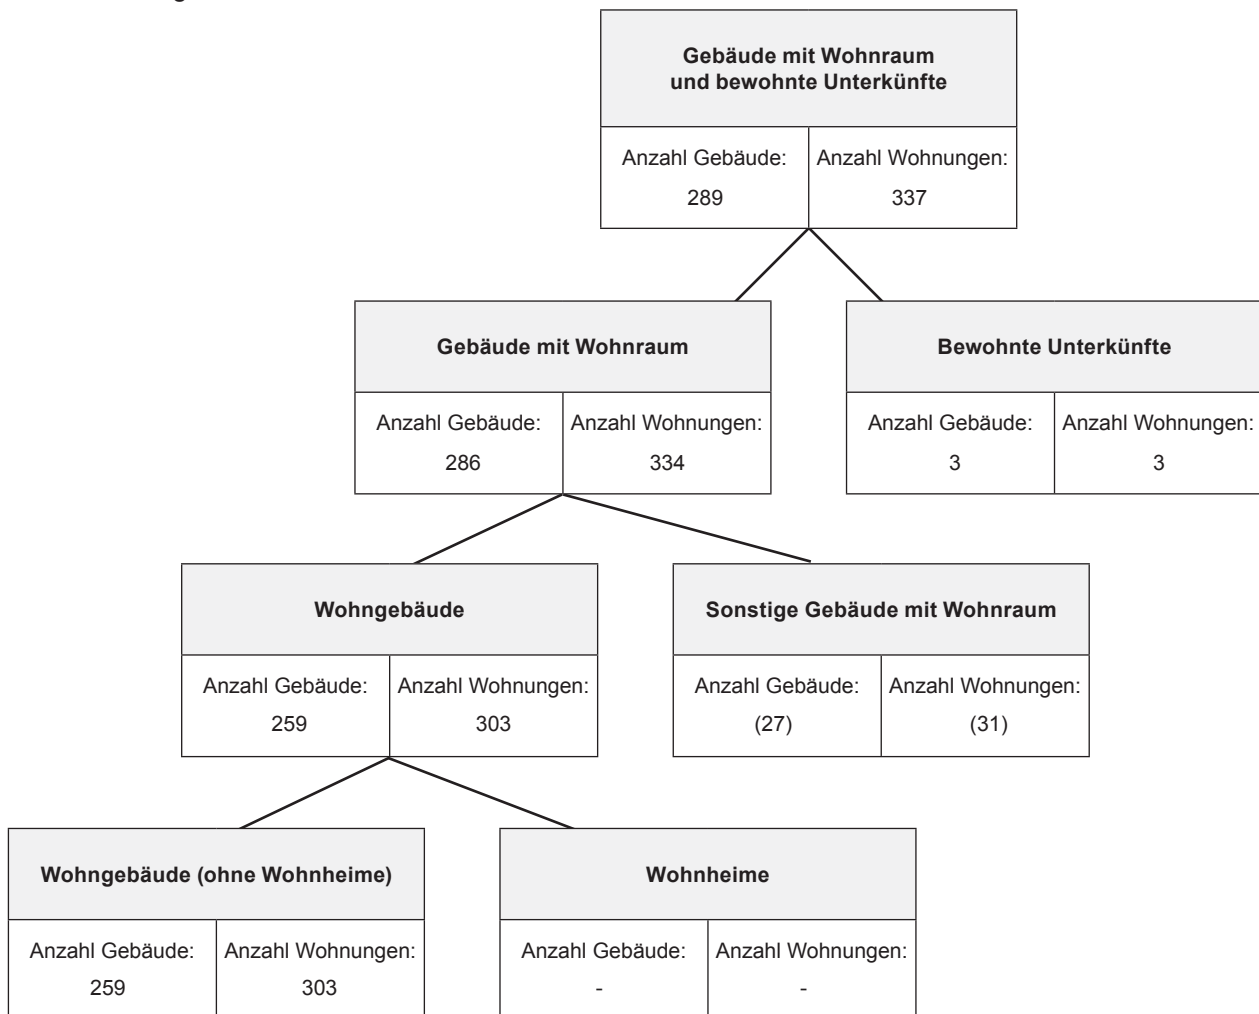 Gebäude mit Wohnraum
und bewohnte Unterkünfte
Anzahl Gebäude: Anzahl Wohnungen:
289 337
Gebäude mit Wohnraum
Bewohnte Unterkünfte
Anzahl Gebäude: Anzahl Wohnungen:
286 334
Anzahl Gebäude: Anzahl Wohnungen:
3 3
Wohngebäude
Sonstige Gebäude mit Wohnraum
Anzahl Gebäude: Anzahl Wohnungen:
259 303
Anzahl Gebäude: Anzahl Wohnungen:
(27) (31)
Wohngebäude (ohne Wohnheime)
Wohnheime
Anzahl Gebäude: Anzahl Wohnungen:
259 303
Anzahl Gebäude: Anzahl Wohnungen:
- -